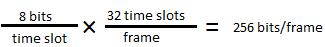 8 bits × 32 time slots = 256 bits/frame
time slot frame